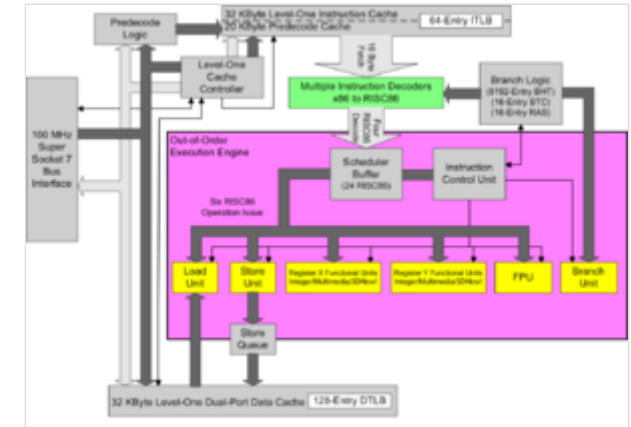 32 KByte Level-One Instruction Cache
20 KByte Predecode Cache
64-Entry ITLB
Predecode
Logic
Level-One
Cache
Controller
16 Byte
Fetch
Multiple Instruction Decoders
x86 to RISC86
Branch Logic
(8192-Entry BHT)
(16-Entry BTC)
(16-Entry RAS)
100 MHz
Super
Socket 7
Bus
Interface
Out-of-Order
Execution Engine
Four
RISC86
Decode
Scheduler
Buffer
(24 RISC86)
Instruction
Control Unit
Six RISC86
Operation Issue
Load
Unit
Store
Unit
Register X Functional Units
Integer/Multimedia/3DNow!
Register Y Functional Units
Integer/Multimedia/3DNow!
FPU
Branch
Unit
Store
Queue
32 KByte Level-One Dual-Port Data Cache
128-Entry DTLB